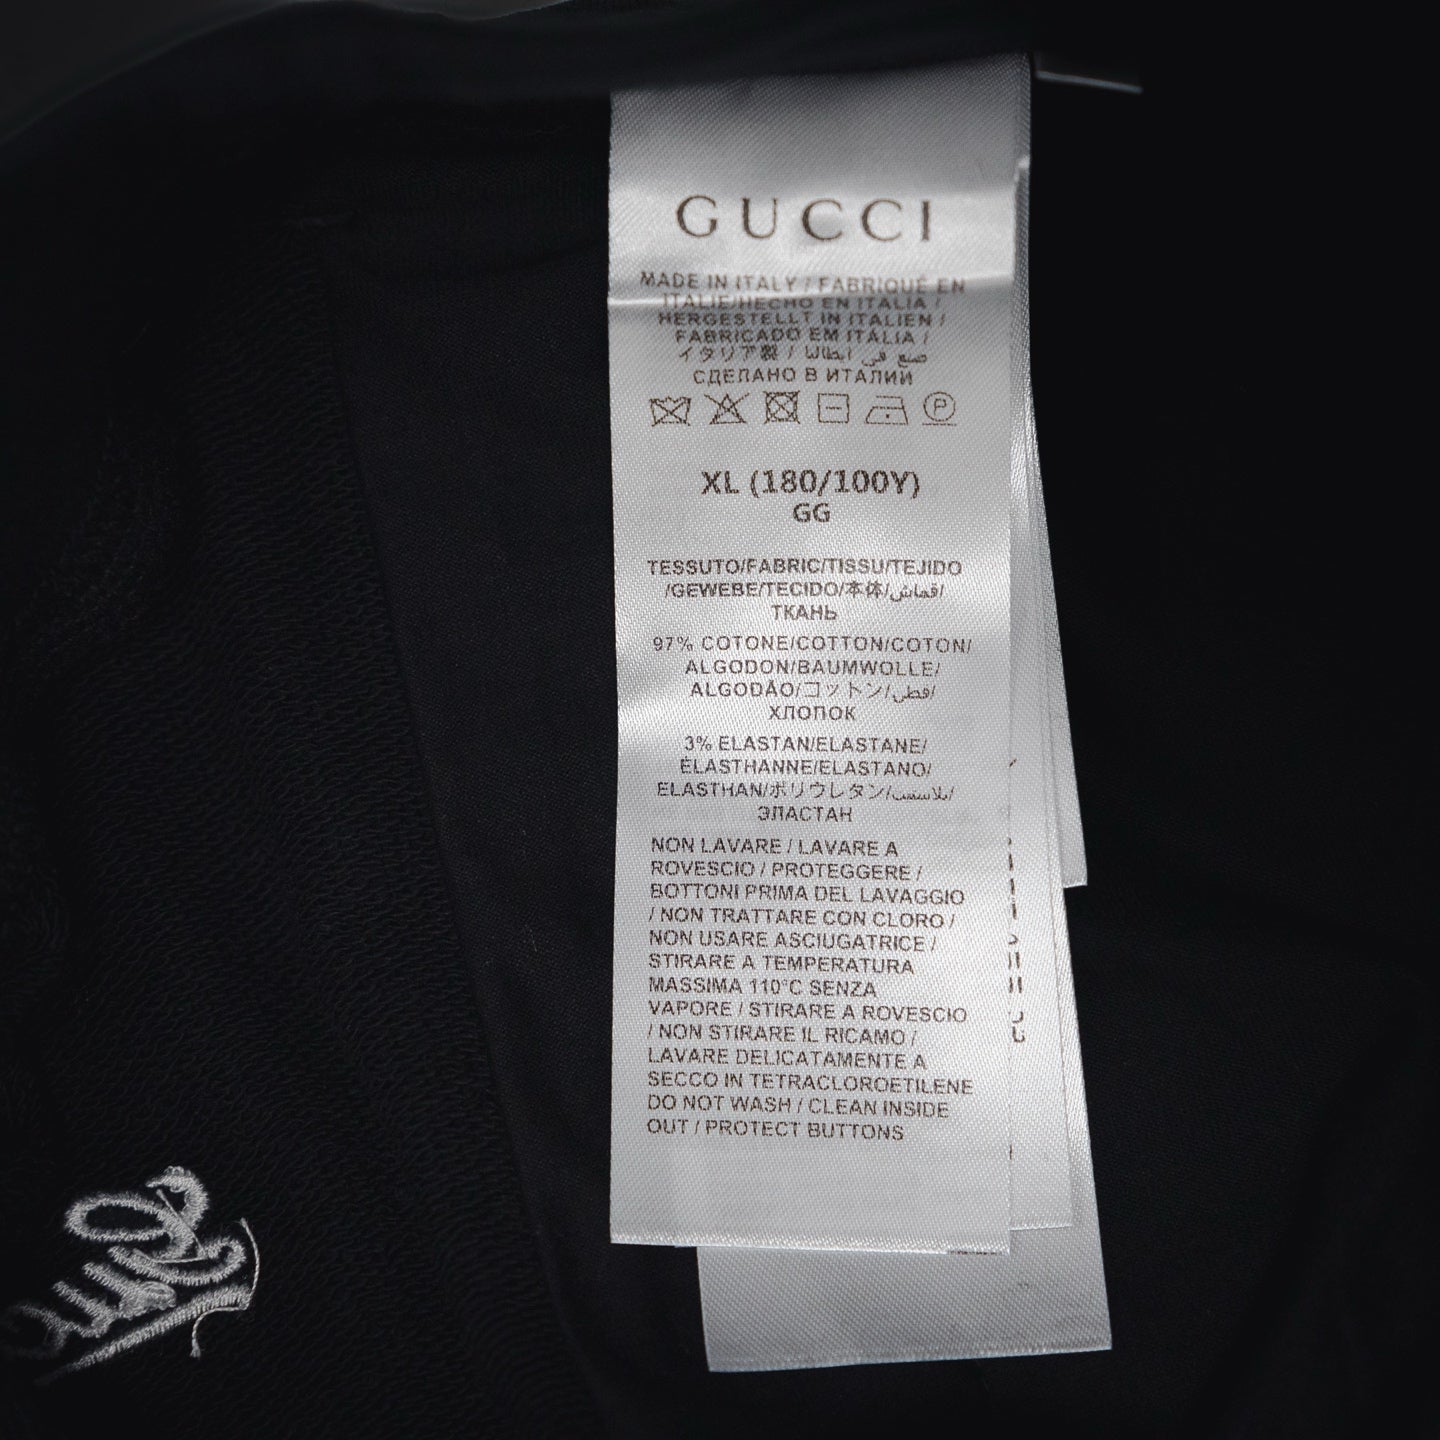 GUCCI
MADE IN ITALY / FABRIQUÉ EN
ITALIE/HECHO EN ITALIA /
HERGESTELLT IN ITALIEN /
FABRICADO EM ITÁLIA /
イタリア製 / صنع في ايطاليا
СДЕЛАНО В ИТАЛИИ
P
XL (180/100Y)
GG
TESSUTO/FABRIC/TISSU/TEJIDO
/GEWEBE/TECIDO/本体/قماش/
ТКАНЬ
97% COTONE/COTTON/COTON/
ALGODON/BAUMWOLLE/
ALGODÃO/コットン/قطن/
ХЛОПОК
3% ELASTAN/ELASTANE/
ÉLASTHANNE/ELASTANO/
ELASTHAN/ポリウレタン/
ЭЛАСТАН
NON LAVARE / LAVARE A
ROVESCIO / PROTEGGERE /
BOTTONI PRIMA DEL LAVAGGIO
/ NON TRATTARE CON CLORO /
NON USARE ASCIUGATRICE /
STIRARE A TEMPERATURA
MASSIMA 110°C SENZA
VAPORE / STIRARE A ROVESCIO
/ NON STIRARE IL RICAMO /
LAVARE DELICATAMENTE A
SECCO IN TETRACLOROETILENE
DO NOT WASH / CLEAN INSIDE
OUT / PROTECT BUTTONS